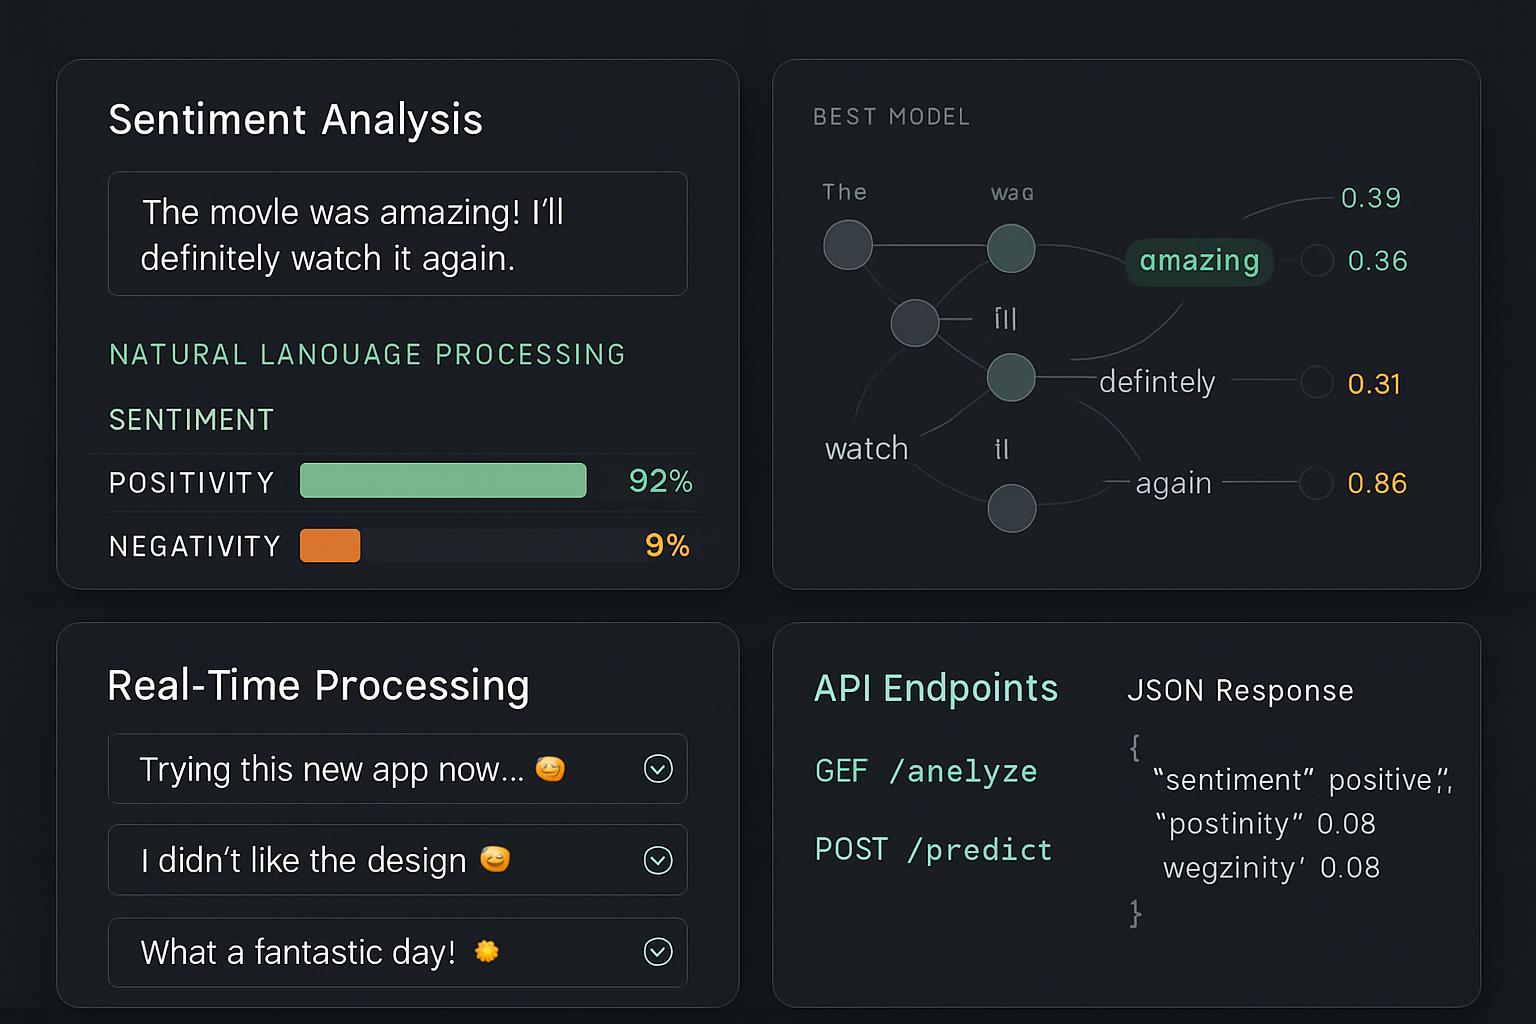 Sentiment Analysis
The movle was amazing! I'll
definitely watch it again.
NATURAL LANOUAGE PROCESSING
SENTIMENT
POSITIVITY 92%
NEGATIVITY 9%
BEST MODEL
The waɑ
0.39
amazing 0.36
defintely 0.31
watch
again 0.86
Real-Time Processing
Trying this new app now...
I didn't like the design
What a fantastic day!
API Endpoints
GEF /anelyze
POST /predict
JSON Response
{
"sentiment" positive,",
"postinity" 0.08
wegzinity' 0.08
}